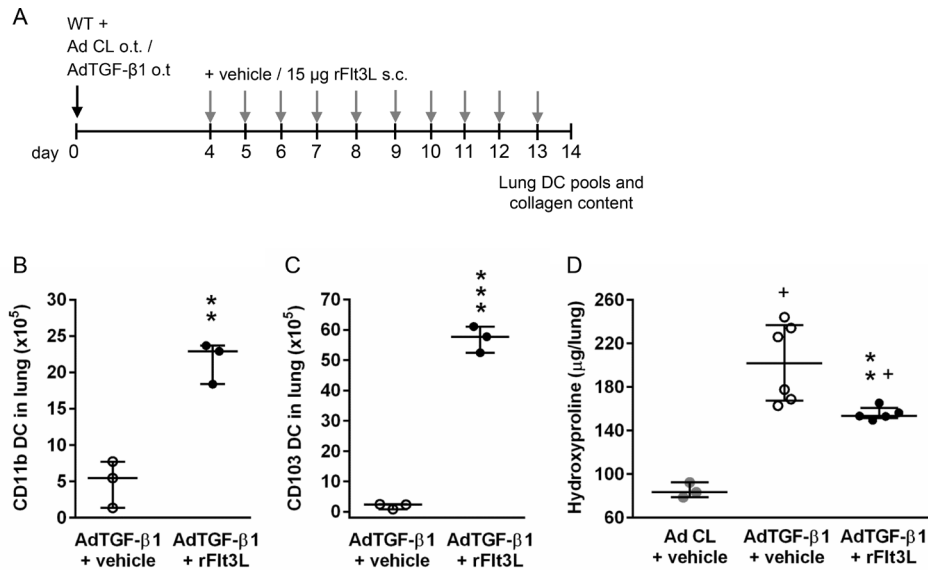 A
WT +
Ad CL o.t. /
AdTGF-β1 o.t
+ vehicle / 15 µg rFlt3L s.c.
day 0 4 5 6 7 8 9 10 11 12 13 14
Lung DC pools and
collagen content
B
CD11b DC in lung (x10⁵)
30
25
20
15
10
5
0
* *
AdTGF-β1
+ vehicle
AdTGF-β1
+ rFlt3L
C
CD103 DC in lung (x10⁵)
70
60
50
40
30
20
10
0
* * *
AdTGF-β1
+ vehicle
AdTGF-β1
+ rFlt3L
D
Hydroxyproline (µg/lung)
260
220
180
140
100
60
+
* * +
Ad CL
+ vehicle
AdTGF-β1
+ vehicle
AdTGF-β1
+ rFlt3L